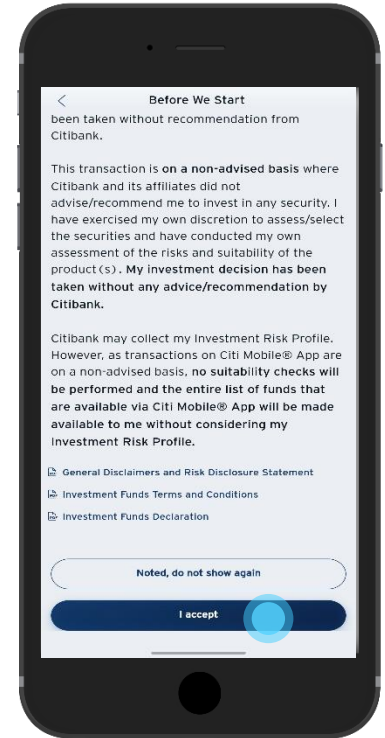 Before We Start
been taken without recommendation from
Citibank.
This transaction is on a non-advised basis where
Citibank and its affiliates did not
advise/recommend me to invest in any security. I
have exercised my own discretion to assess/select
the securities and have conducted my own
assessment of the risks and suitability of the
product(s). My investment decision has been
taken without any advice/recommendation by
Citibank.
Citibank may collect my Investment Risk Profile.
However, as transactions on Citi Mobile® App are
on a non-advised basis, no suitability checks will
be performed and the entire list of funds that
are available via Citi Mobile® App will be made
available to me without considering my
Investment Risk Profile.
General Disclaimers and Risk Disclosure Statement
Investment Funds Terms and Conditions
Investment Funds Declaration
Noted, do not show again
I accept